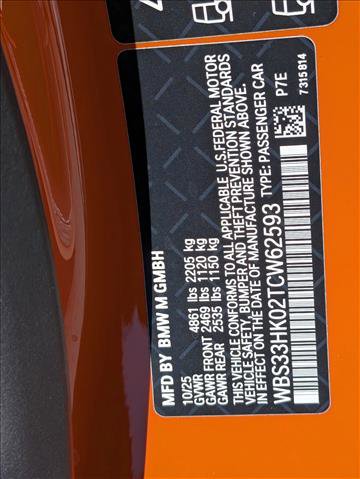 MFD BY BMW M GMBH
10/25
GVWR 4861 lbs 2205 kg
GAWR FRONT 2469 lbs 1120 kg
GAWR REAR 2535 lbs 1150 kg
THIS VEHICLE CONFORMS TO ALL APPLICABLE U.S.FEDERAL MOTOR
VEHICLE SAFETY, BUMPER AND THEFT PREVENTION STANDARDS
IN EFFECT ON THE DATE OF MANUFACTURE SHOWN ABOVE.
WBS33HK02TCW62593 TYPE: PASSENGER CAR
P7E
7315814